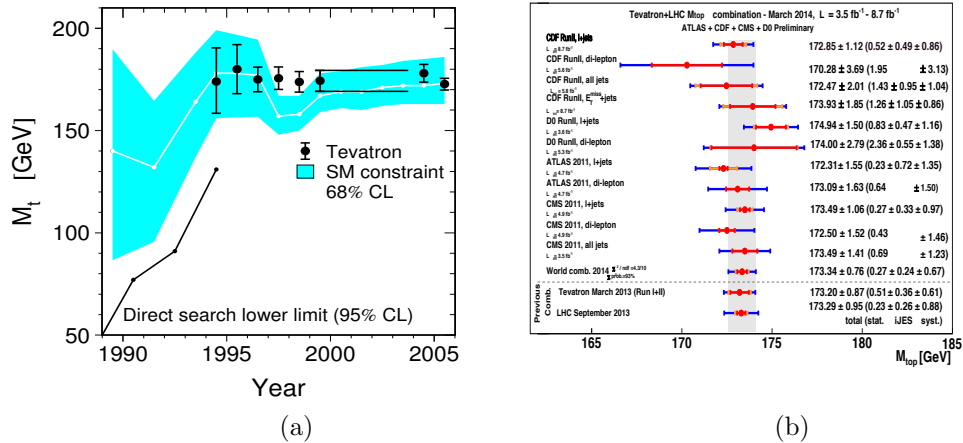 M_t [GeV]
200
150
100
50
1990
1995
2000
2005
Year
Tevatron
SM constraint
68% CL
Direct search lower limit (95% CL)
(a)
Tevatron+LHC M_top combination - March 2014, L = 3.5 fb⁻¹ - 8.7 fb⁻¹
ATLAS + CDF + CMS + D0 Preliminary
CDF RunII, l+jets 172.85 ± 1.12 (0.52 ± 0.49 ± 0.86)
CDF RunII, di-lepton 170.28 ± 3.69 (1.95 ± 3.13)
CDF RunII, all jets 172.47 ± 2.01 (1.43 ± 0.95 ± 1.04)
CDF RunII, E_T^miss+jets 173.93 ± 1.85 (1.26 ± 1.05 ± 0.86)
D0 RunII, l+jets 174.94 ± 1.50 (0.83 ± 0.47 ± 1.16)
D0 RunII, di-lepton 174.00 ± 2.79 (2.36 ± 0.55 ± 1.38)
ATLAS 2011, l+jets 172.31 ± 1.55 (0.23 ± 0.72 ± 1.35)
ATLAS 2011, di-lepton 173.09 ± 1.63 (0.64 ± 1.50)
CMS 2011, l+jets 173.49 ± 1.06 (0.27 ± 0.33 ± 0.97)
CMS 2011, di-lepton 172.50 ± 1.52 (0.43 ± 1.46)
CMS 2011, all jets 173.49 ± 1.41 (0.69 ± 1.23)
World comb. 2014 173.34 ± 0.76 (0.27 ± 0.24 ± 0.67)
Previous Comb.
Tevatron March 2013 (Run I+II) 173.20 ± 0.87 (0.51 ± 0.36 ± 0.61)
LHC September 2013 173.29 ± 0.95 (0.23 ± 0.26 ± 0.88)
total (stat. iJES syst.)
165
170
175
180
185
M_top [GeV]
(b)